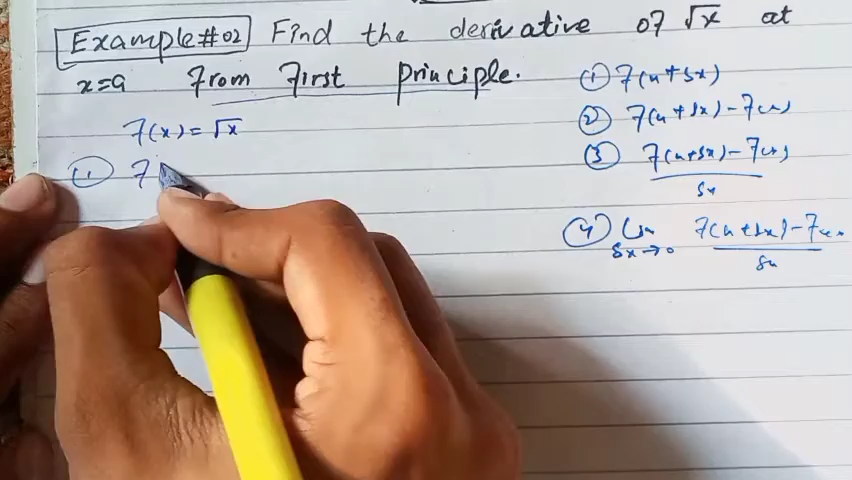 Example#02 Find the derivative of √x at
x=a from first principle.
f(x) = √x
① f
① f(x+δx)
② f(x+δx) - f(x)
③ f(x+δx) - f(x)
δx
④ Lim f(x+δx) - f(x)
δx→0 δx